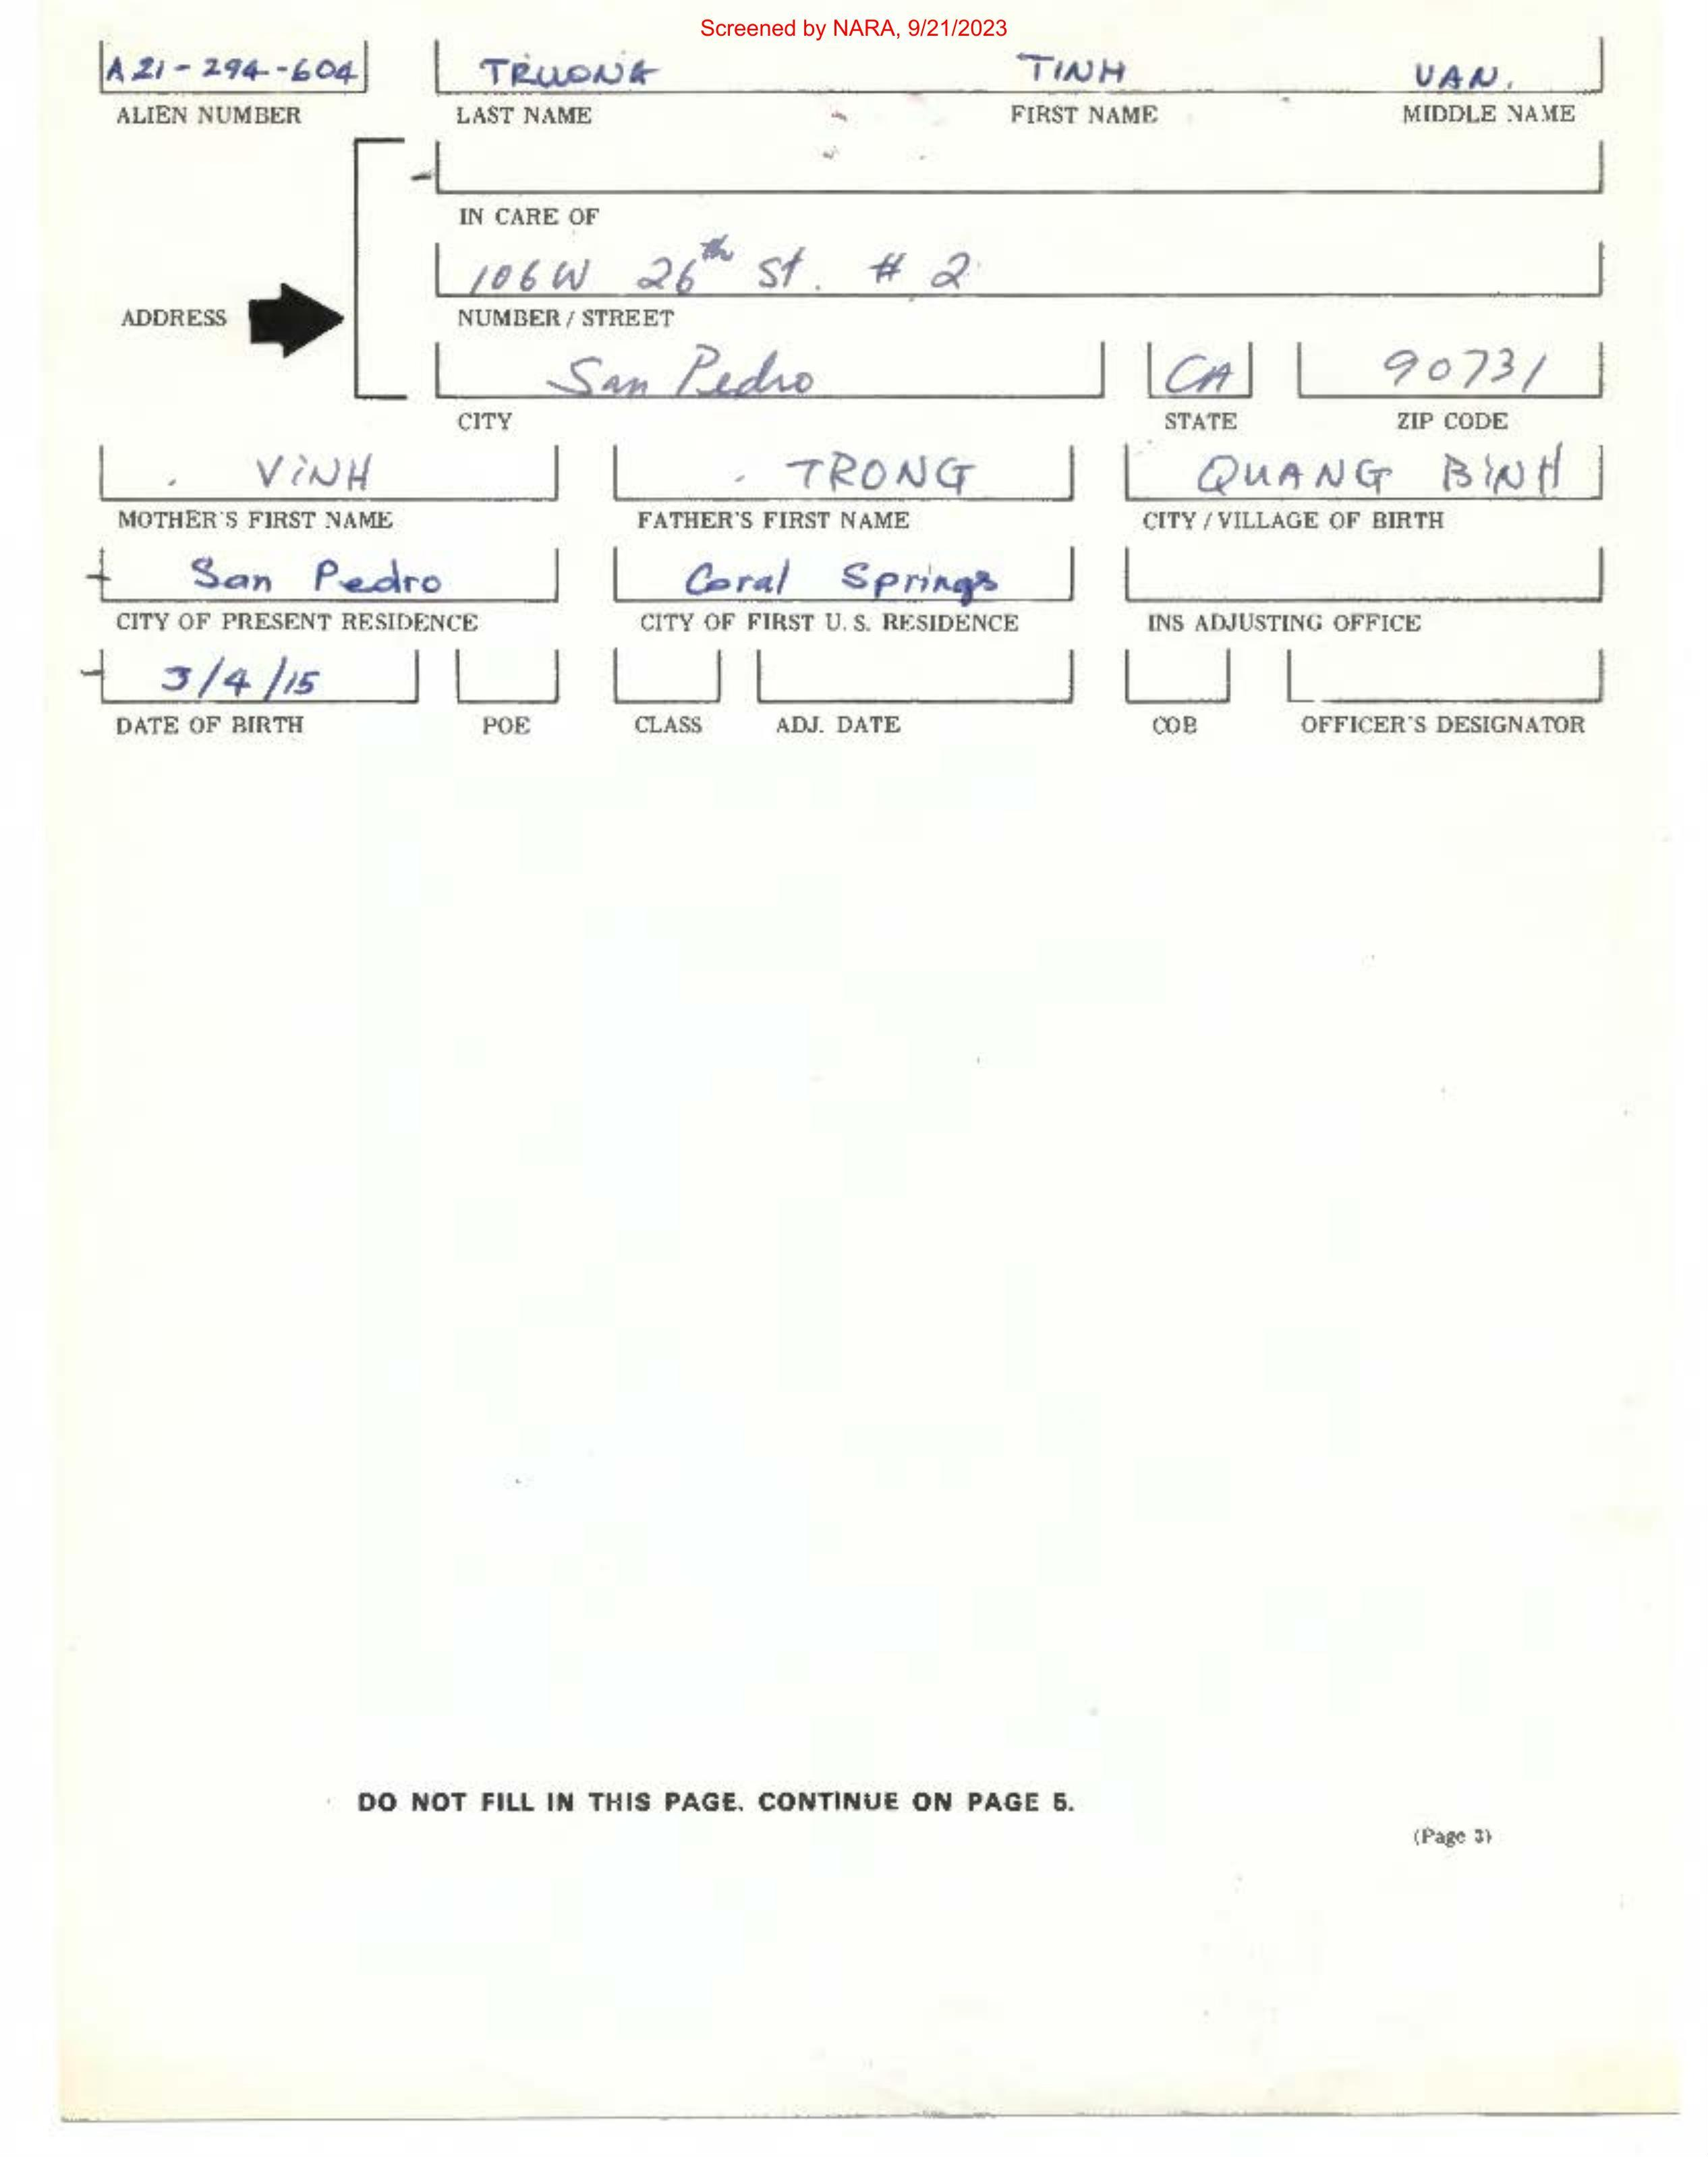 Screened by NARA, 9/21/2023
A21-294-604 TRUONG TINH VAN.
ALIEN NUMBER LAST NAME FIRST NAME MIDDLE NAME
IN CARE OF
106W 26th St. # 2
ADDRESS NUMBER / STREET
San Pedro CA 90731
CITY STATE ZIP CODE
ViNH TRONG QUANG BiNH
MOTHER'S FIRST NAME FATHER'S FIRST NAME CITY / VILLAGE OF BIRTH
San Pedro Coral Springs
CITY OF PRESENT RESIDENCE CITY OF FIRST U. S. RESIDENCE INS ADJUSTING OFFICE
3/4/15
DATE OF BIRTH POE CLASS ADJ. DATE COB OFFICER'S DESIGNATOR
DO NOT FILL IN THIS PAGE. CONTINUE ON PAGE 5.
(Page 3)